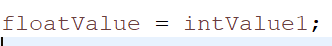 floatValue = intValue1;